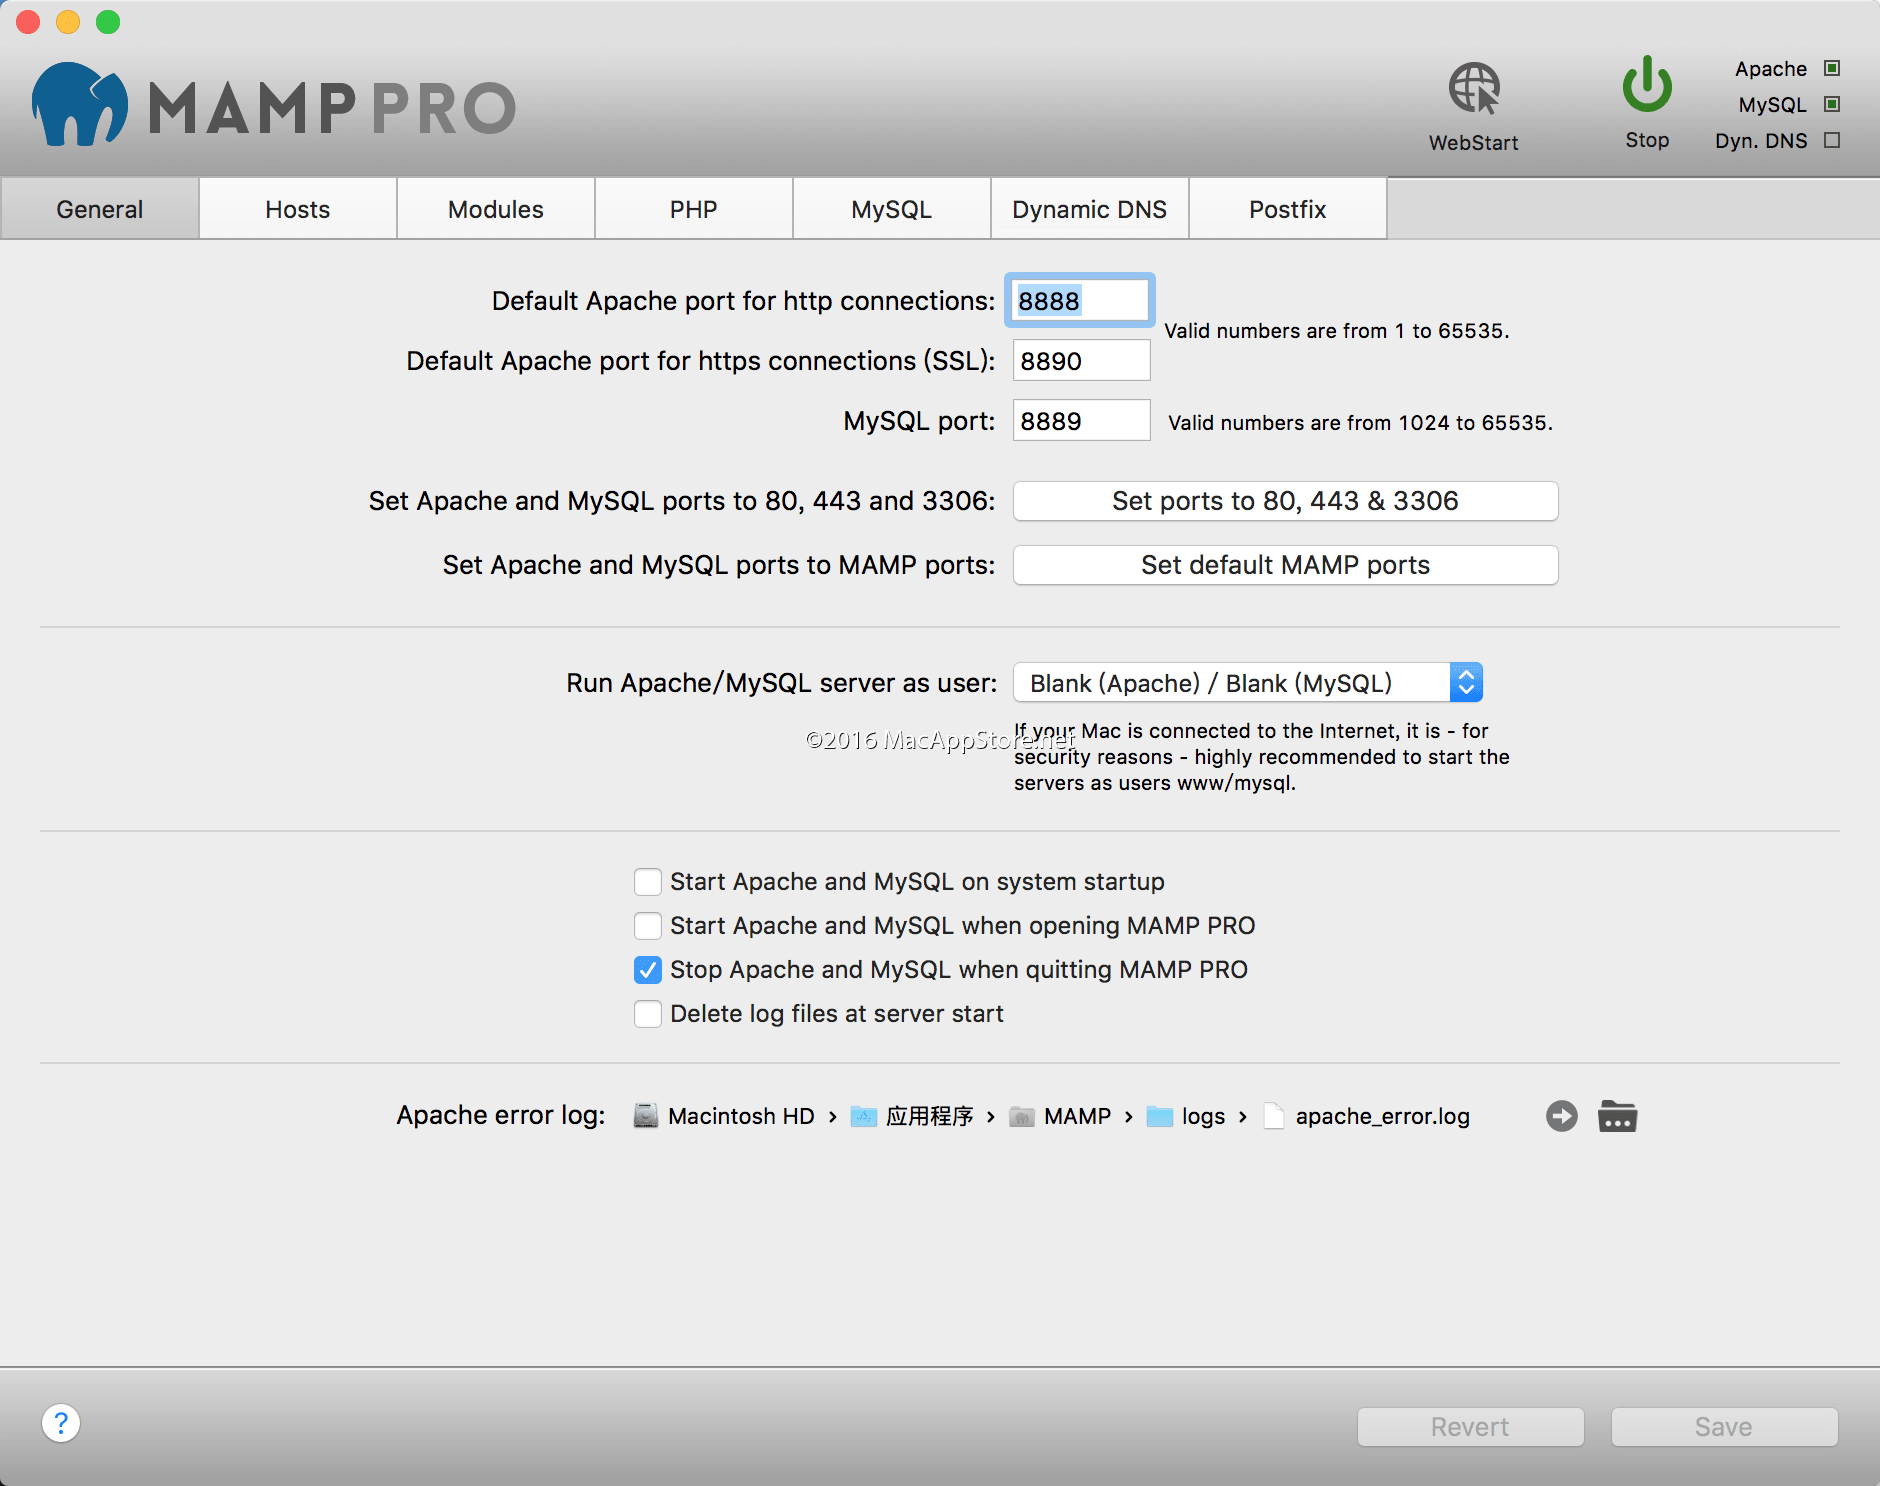 MAMP PRO
WebStart
Stop
Apache
MySQL
Dyn. DNS
General
Hosts
Modules
PHP
MySQL
Dynamic DNS
Postfix
Default Apache port for http connections: 8888
Valid numbers are from 1 to 65535.
Default Apache port for https connections (SSL): 8890
MySQL port: 8889 Valid numbers are from 1024 to 65535.
Set Apache and MySQL ports to 80, 443 and 3306: Set ports to 80, 443 & 3306
Set Apache and MySQL ports to MAMP ports: Set default MAMP ports
Run Apache/MySQL server as user: Blank (Apache) / Blank (MySQL)
If your Mac is connected to the Internet, it is - for
©2016 MacAppStore.net
security reasons - highly recommended to start the
servers as users www/mysql.
Start Apache and MySQL on system startup
Start Apache and MySQL when opening MAMP PRO
Stop Apache and MySQL when quitting MAMP PRO
Delete log files at server start
Apache error log: Macintosh HD › 应用程序 › MAMP › logs › apache_error.log
?
Revert
Save